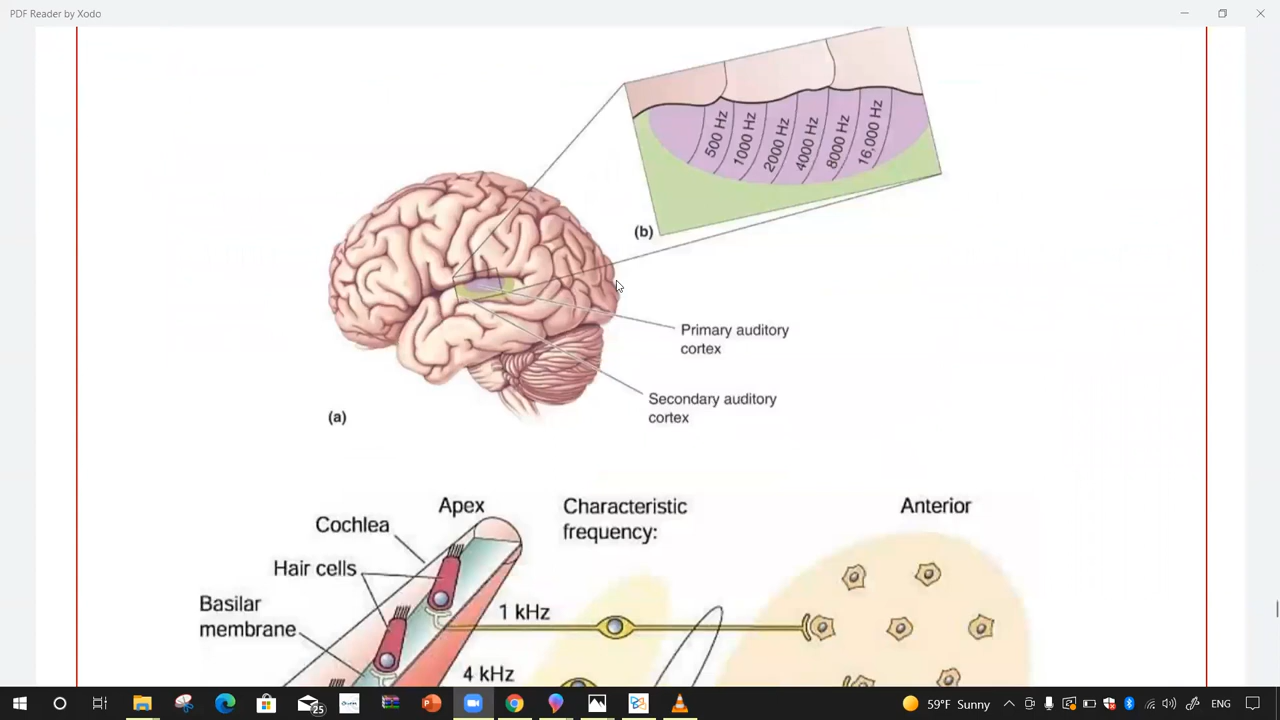 PDF Reader by Xodo
500 Hz
1000 Hz
2000 Hz
4000 Hz
8000 Hz
16,000 Hz
(b)
Primary auditory
cortex
Secondary auditory
cortex
(a)
Apex
Characteristic
frequency:
Anterior
Cochlea
Hair cells
Basilar
membrane
1 kHz
4 kHz
25
59°F Sunny
ENG